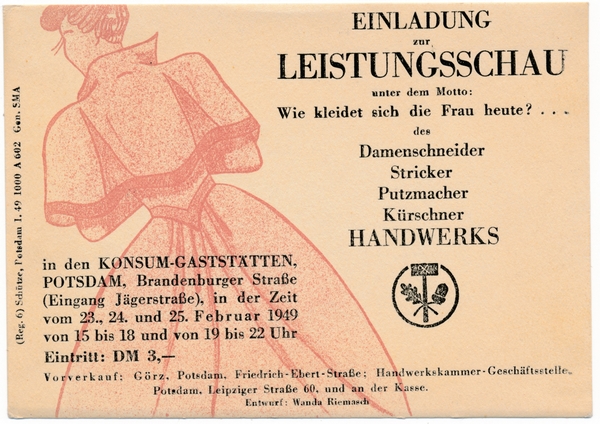 EINLADUNG
zur
LEISTUNGSSCHAU
unter dem Motto:
Wie kleidet sich die Frau heute? . . .
des
Damenschneider
Stricker
Putzmacher
Kürschner
HANDWERKS
in den KONSUM-GASTSTÄTTEN,
POTSDAM, Brandenburger Straße
(Eingang Jägerstraße), in der Zeit
vom 23., 24. und 25. Februar 1949
von 15 bis 18 und von 19 bis 22 Uhr
Eintritt: DM 3,—
Vorverkauf: Görz, Potsdam, Friedrich-Ebert-Straße; Handwerkskammer-Geschäftsstelle,
Potsdam, Leipziger Straße 60, und an der Kasse.
Entwurf: Wanda Riemasch
(Reg. 6) Schütze, Potsdam I. 49 1000 A 602 Gen. SMA